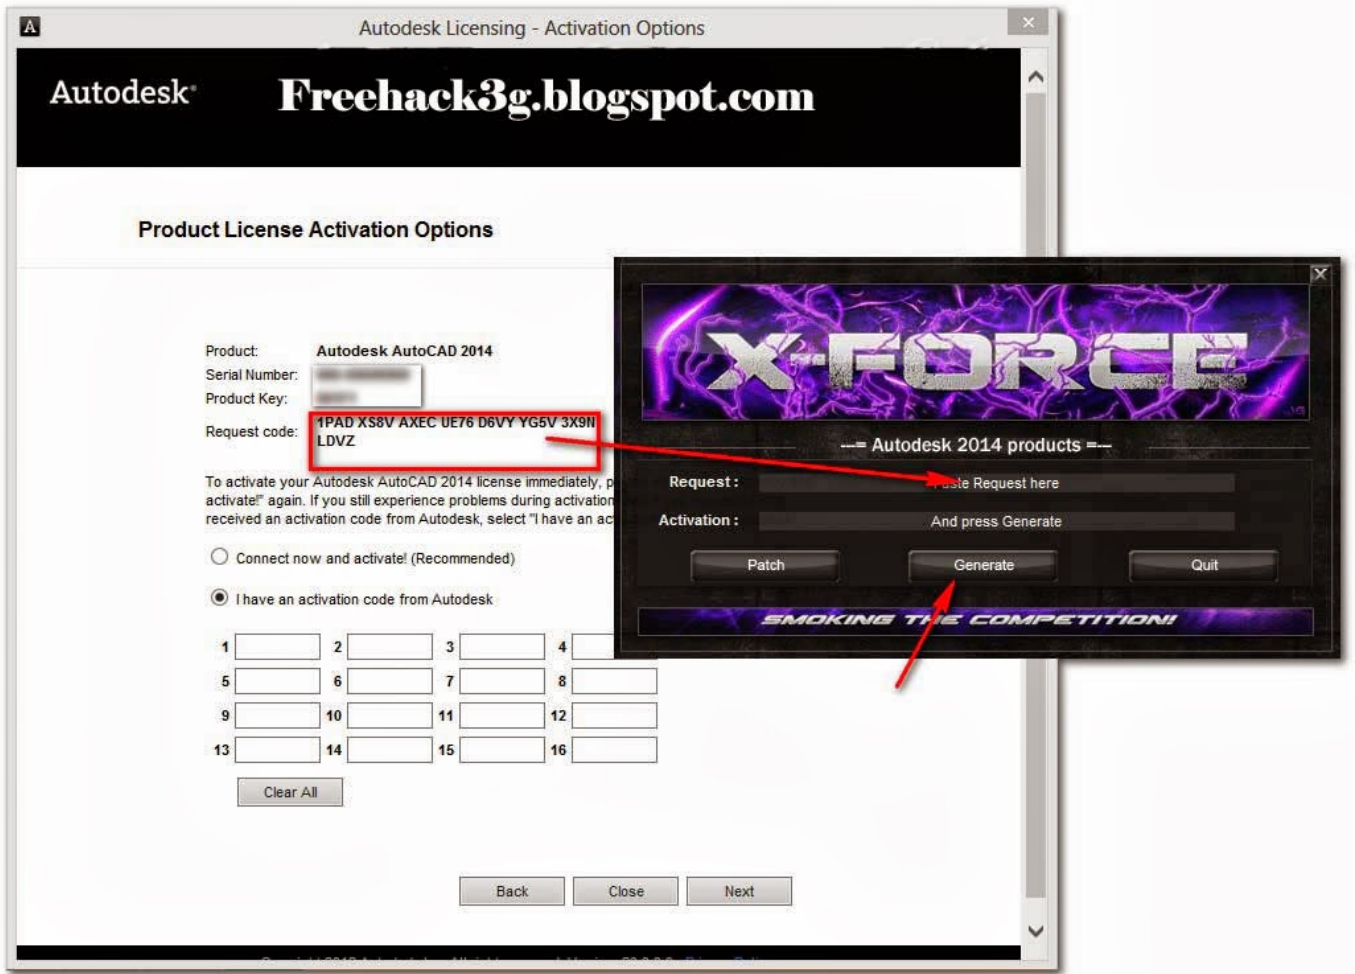 Autodesk Licensing - Activation Options
Autodesk
Freehack3g.blogspot.com
Product License Activation Options
Product: Autodesk AutoCAD 2014
Serial Number:
Product Key:
Request code: 1PAD XS8V AXEC UE76 D6VY YG5V 3X9N
LDVZ
To activate your Autodesk AutoCAD 2014 license immediately,
activate!" again. If you still experience problems during activation
received an activation code from Autodesk, select "I have an
Connect now and activate! (Recommended)
I have an activation code from Autodesk
1 2 3 4
5 6 7 8
9 10 11 12
13 14 15 16
Clear All
Back Close Next
X-FORCE
---= Autodesk 2014 products =---
Request : Request here
Activation : And press Generate
Patch Generate Quit
SMOKING THE COMPETITION!